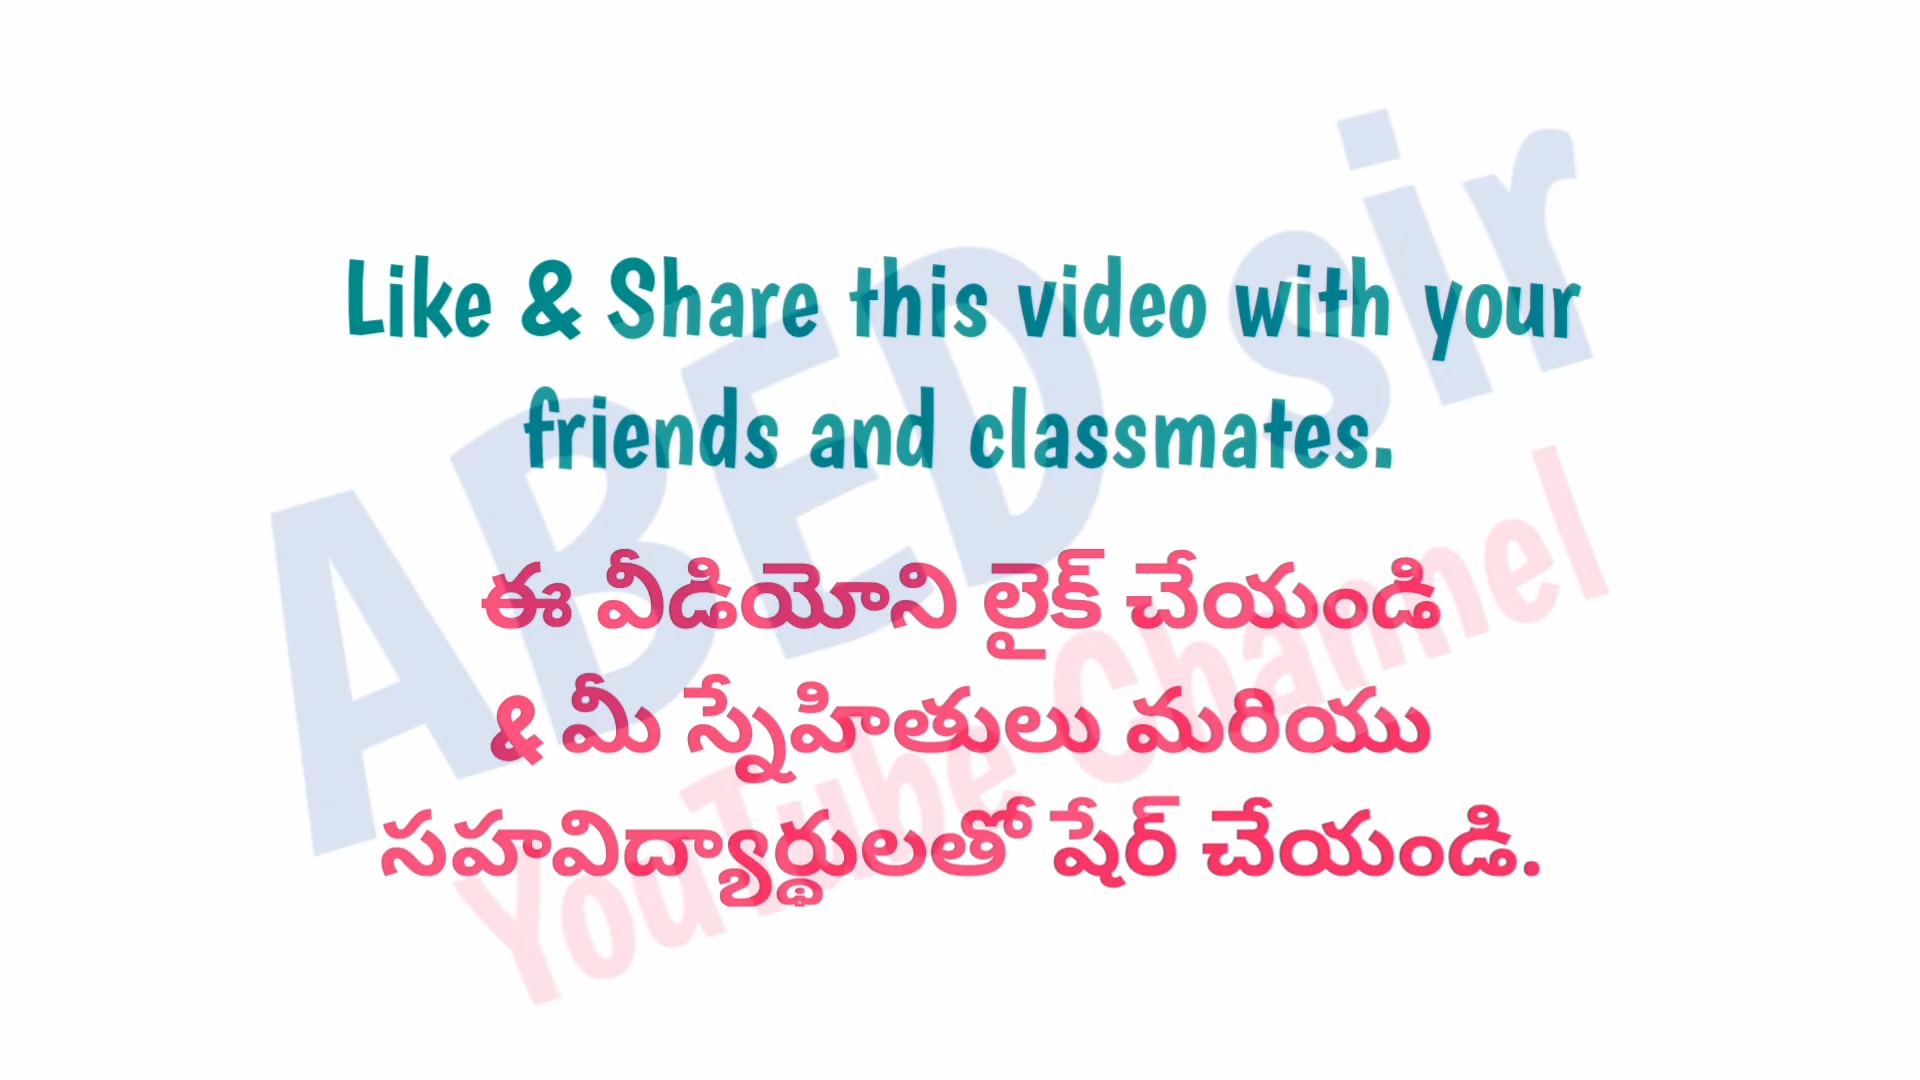 Like & Share this video with your
friends and classmates.
ఈ వీడియోని లైక్ చేయండి
& మీ స్నేహితులు మరియు
సహవిద్యార్థులతో షేర్ చేయండి.
ABED sir
YouTube Channel